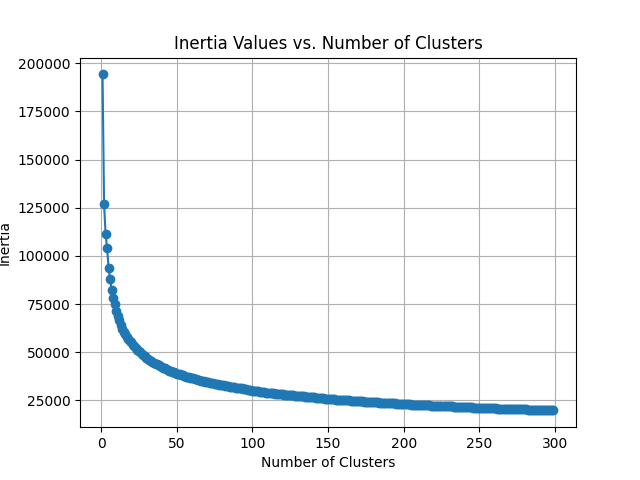 Inertia Values vs. Number of Clusters
200000
175000
150000
125000
100000
75000
50000
25000
Inertia
0 50 100 150 200 250 300
Number of Clusters